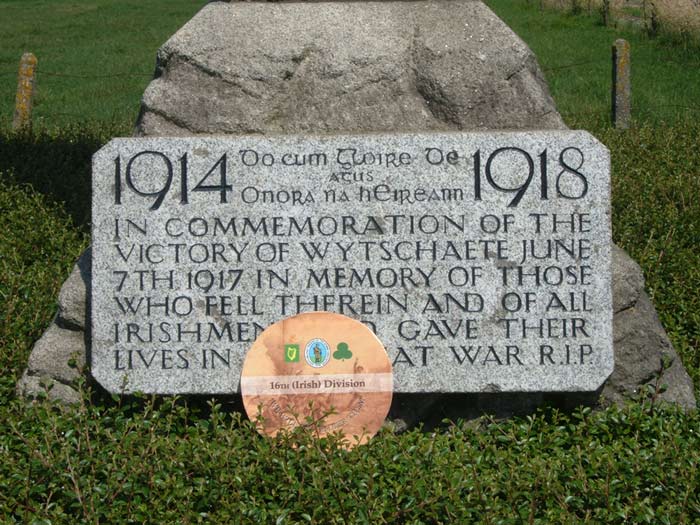 1914 Do cum Gloire De 1918
agus
Onora na hEireann
IN COMMEMORATION OF THE
VICTORY OF WYTSCHAETE JUNE
7TH 1917 IN MEMORY OF THOSE
WHO FELL THEREIN AND OF ALL
IRISHMEN GAVE THEIR
LIVES IN AT WAR R.I.P.
16TH (Irish) Division